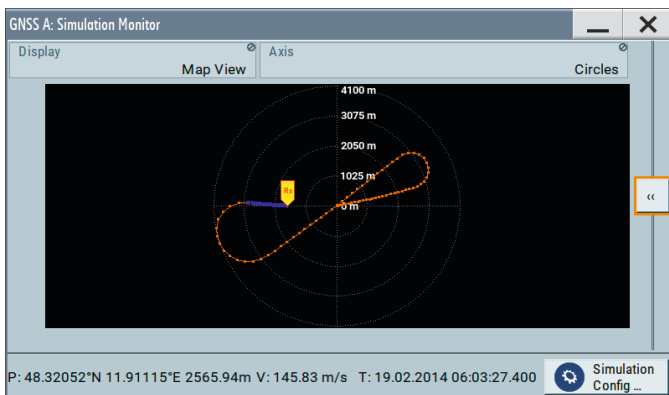 GNSS A: Simulation Monitor
Display
Map View
Axis
Circles
4100 m
3075 m
2050 m
1025 m
0 m
Rx
‹‹
P: 48.32052°N 11.91115°E 2565.94m V: 145.83 m/s T: 19.02.2014 06:03:27.400
Simulation
Config ...